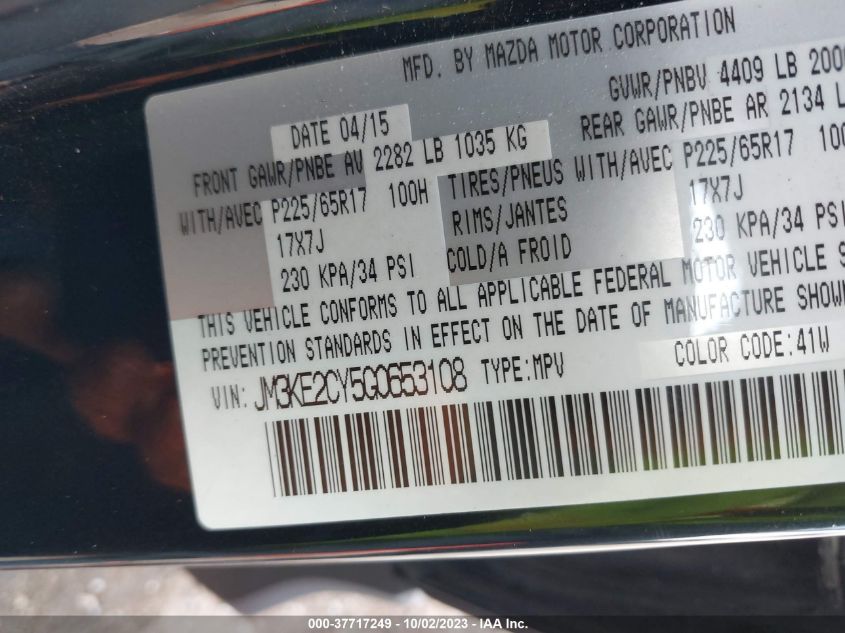 MFD. BY MAZDA MOTOR CORPORATION
DATE 04/15 GVWR/PNBV 4409 LB 2000
FRONT GAWR/PNBE AV 2282 LB 1035 KG REAR GAWR/PNBE AR 2134 L
WITH/AVEC P225/65R17 100H TIRES/PNEUS WITH/AVEC P225/65R17 100
17X7J RIMS/JANTES 17X7J
230 KPA/34 PSI COLD/A FROID 230 KPA/34 PSI
THIS VEHICLE CONFORMS TO ALL APPLICABLE FEDERAL MOTOR VEHICLE S
PREVENTION STANDARDS IN EFFECT ON THE DATE OF MANUFACTURE SHOWN
VIN: JM3KE2CY5G0653108 TYPE:MPV COLOR CODE:41W
000-37717249 - 10/02/2023 - IAAI Inc.